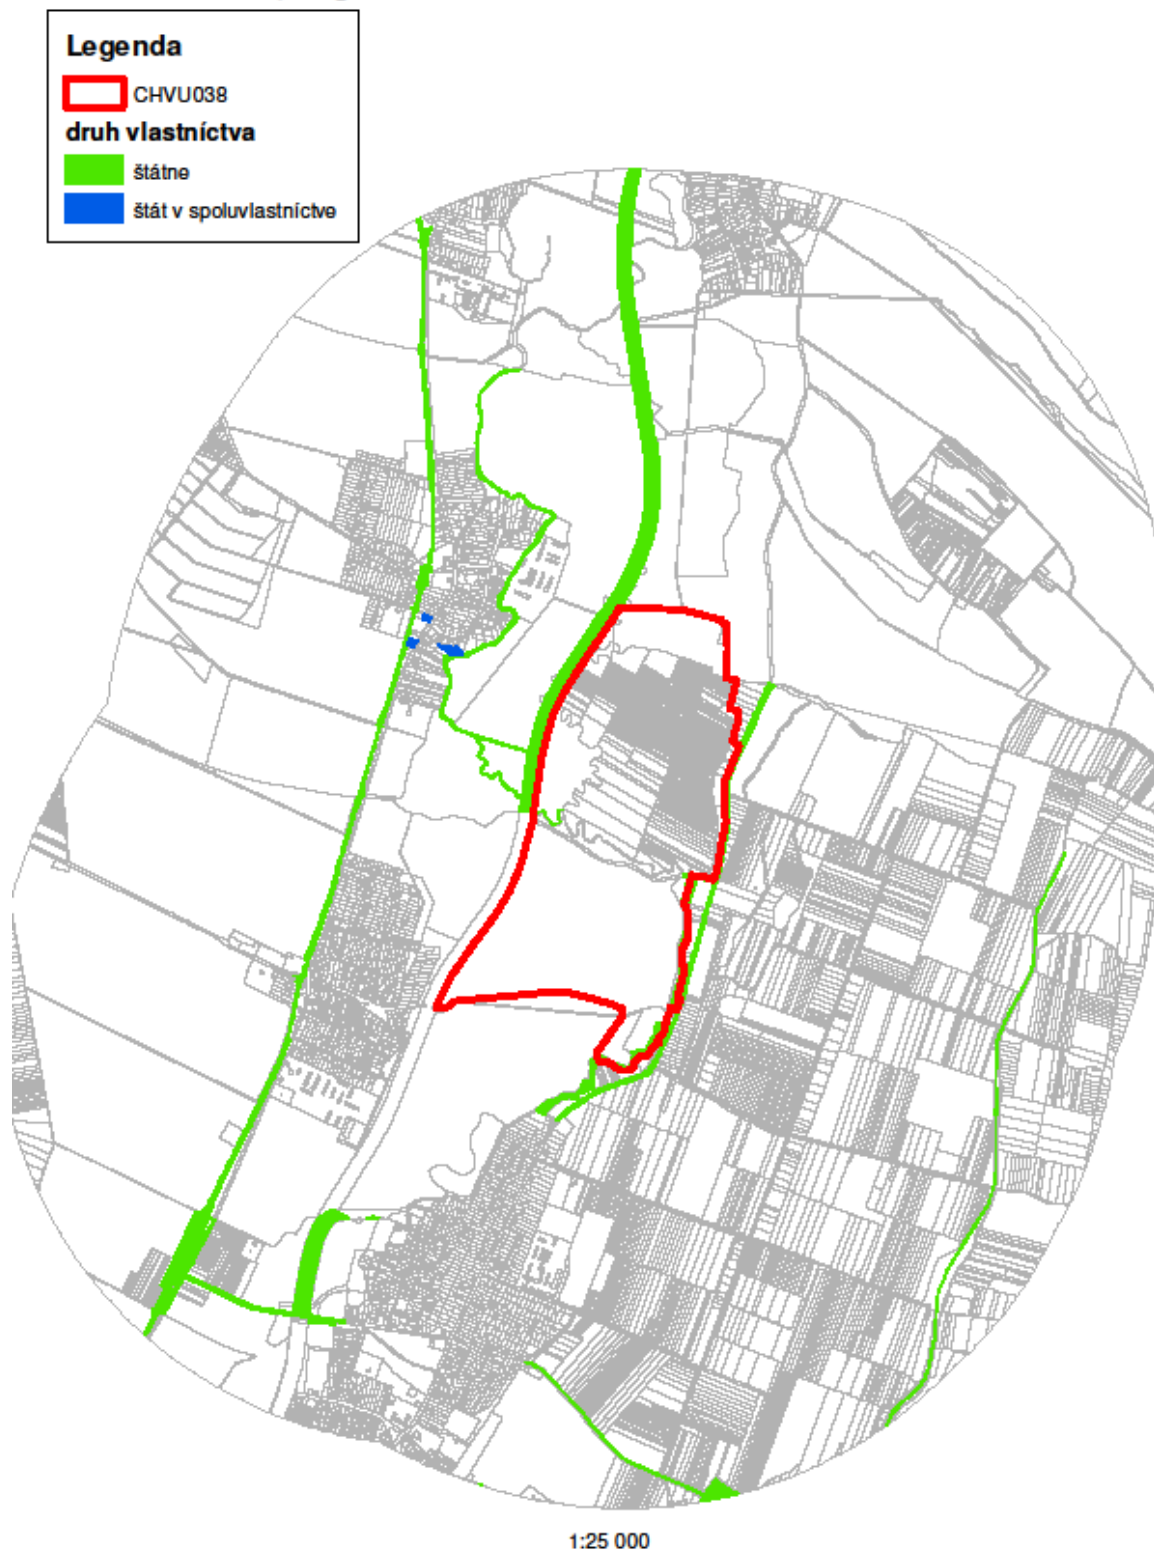 Legenda
CHVU038
druh vlastníctva
štátne
štát v spoluvlastníctve
1:25 000